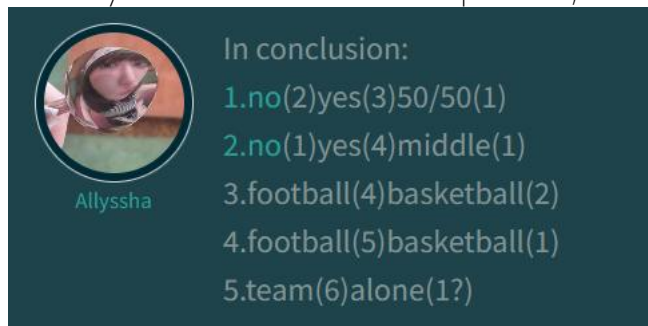 In conclusion:
1.no(2)yes(3)50/50(1)
2.no(1)yes(4)middle(1)
3.football(4)basketball(2)
4.football(5)basketball(1)
5.team(6)alone(1?)
Allyssha